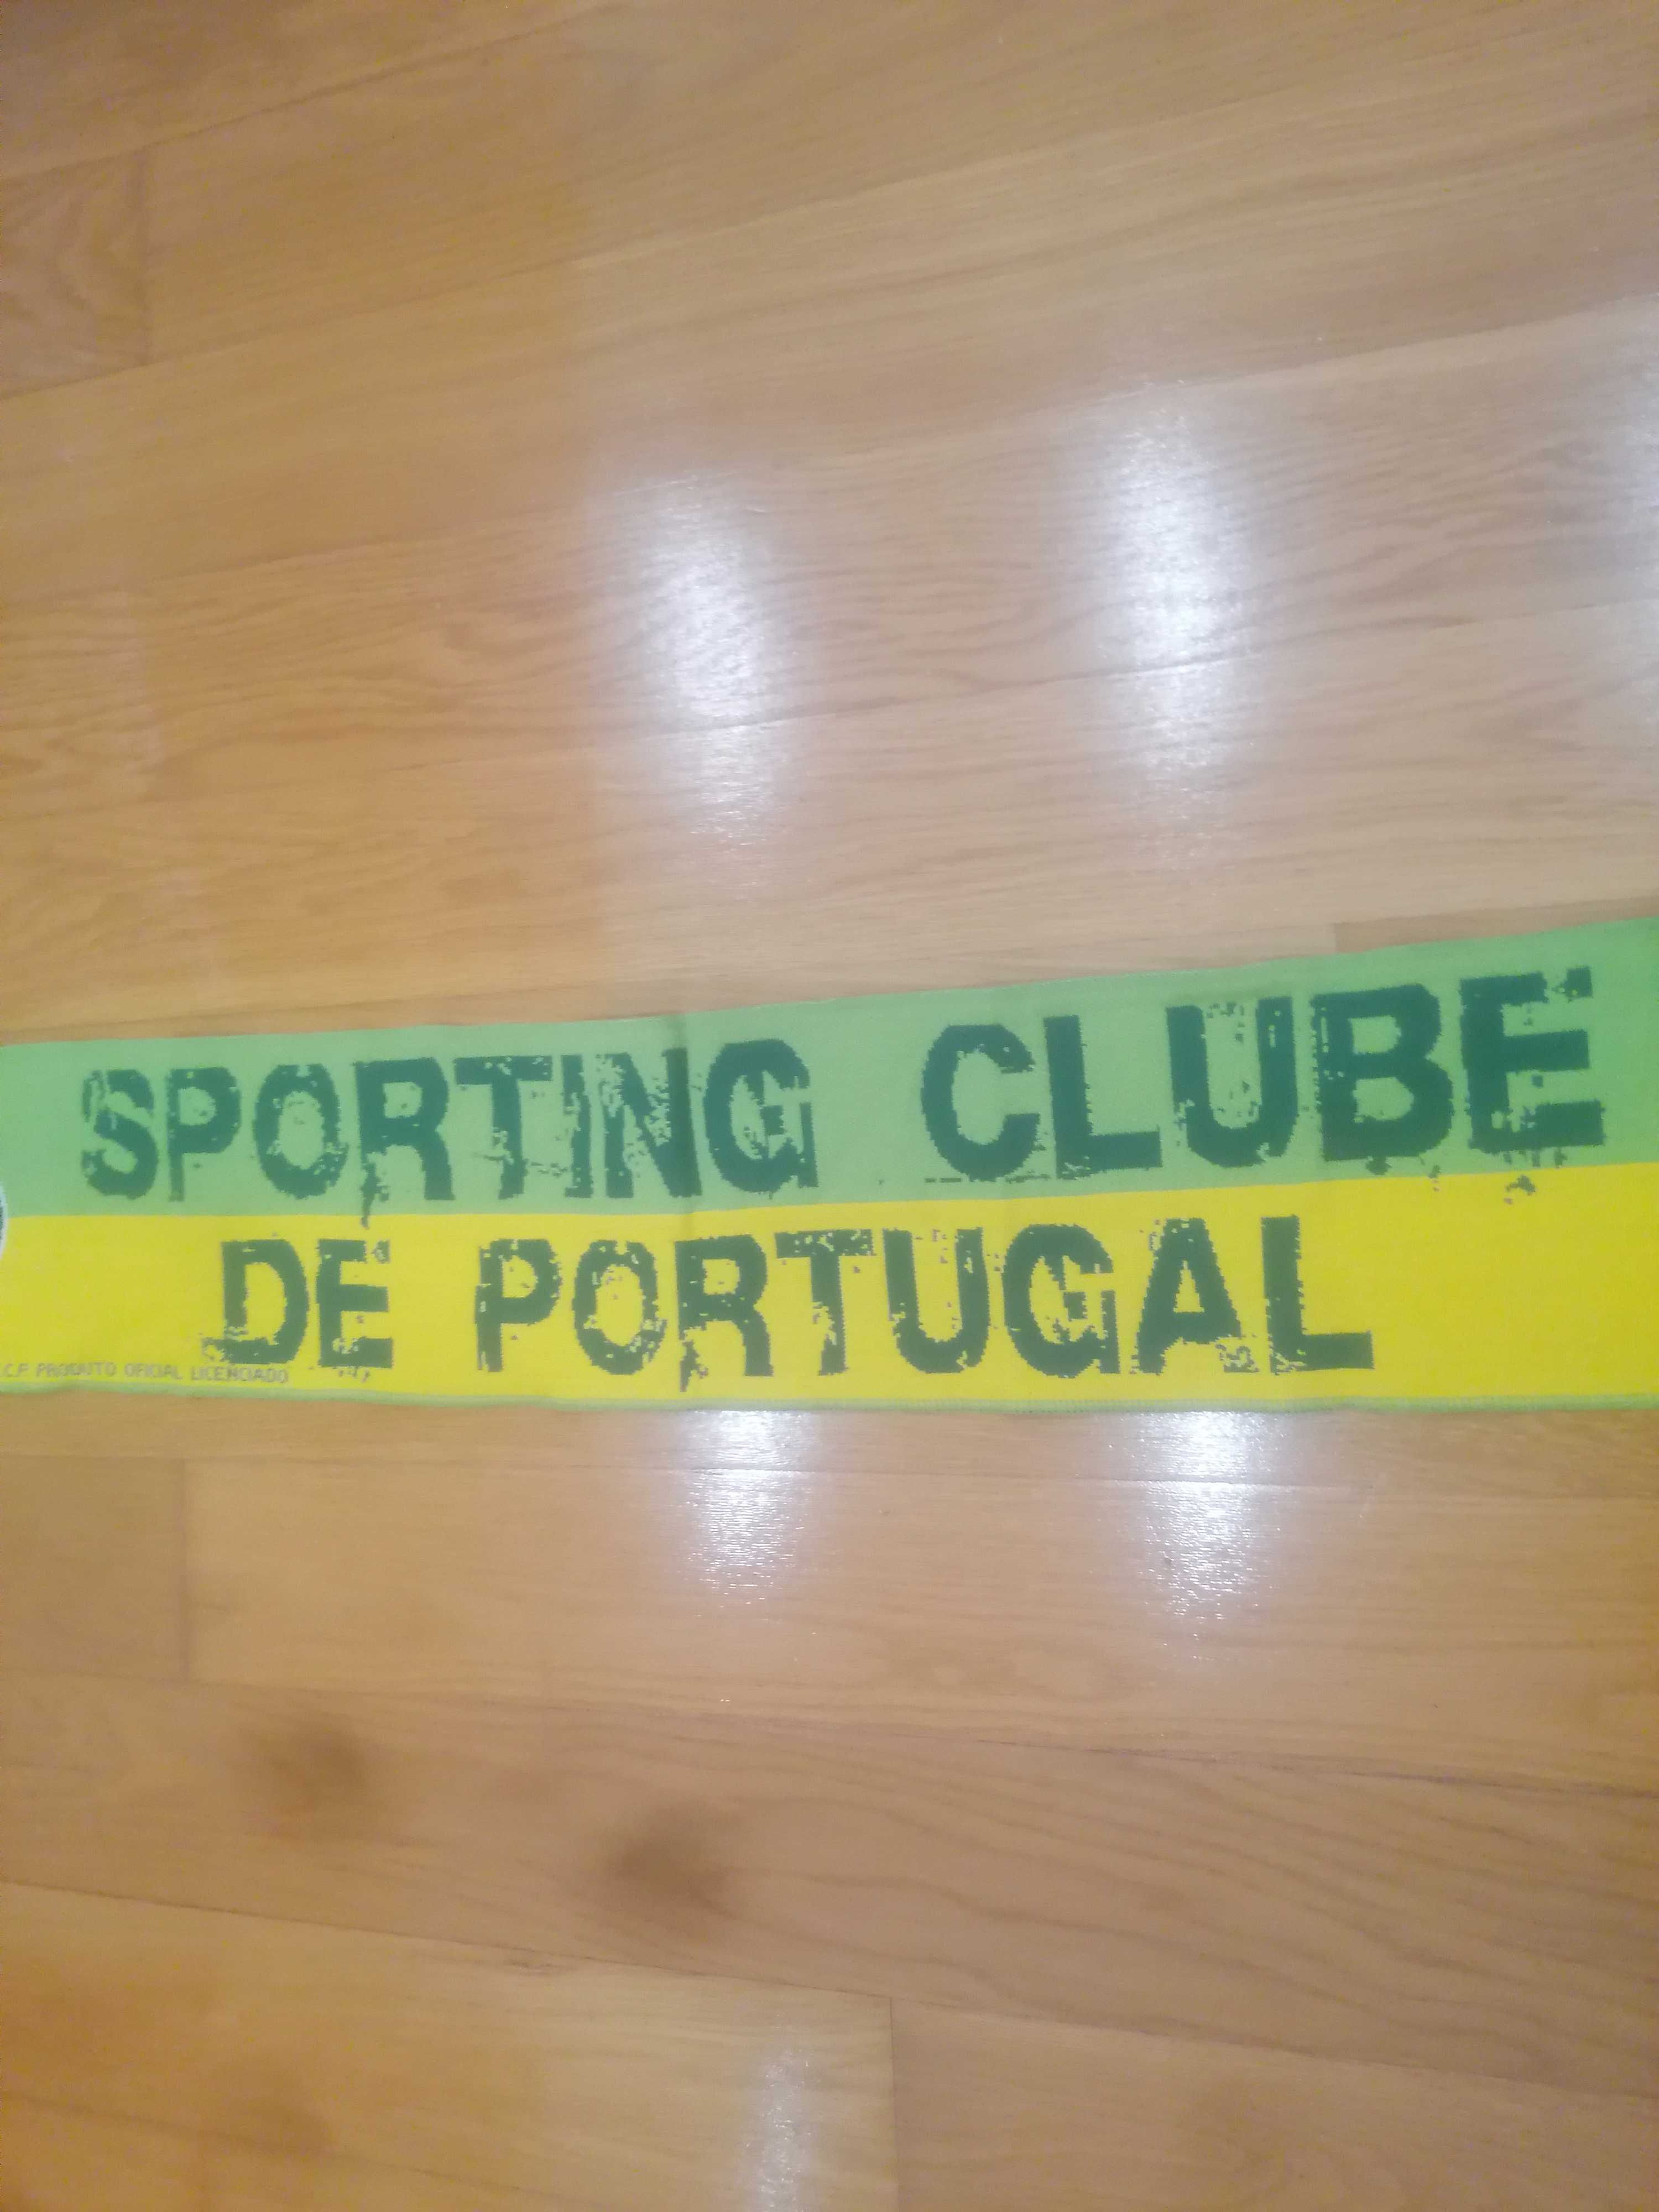 SPORTING CLUBE
DE PORTUGAL
C.P. PRODUTO OFICIAL LICENCIADO